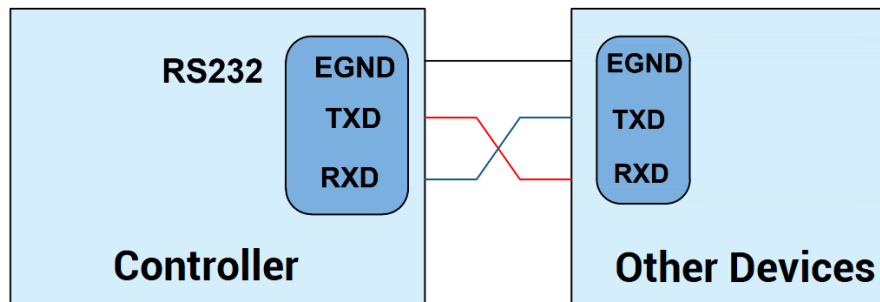 RS232
EGND
TXD
RXD
Controller
EGND
TXD
RXD
Other Devices